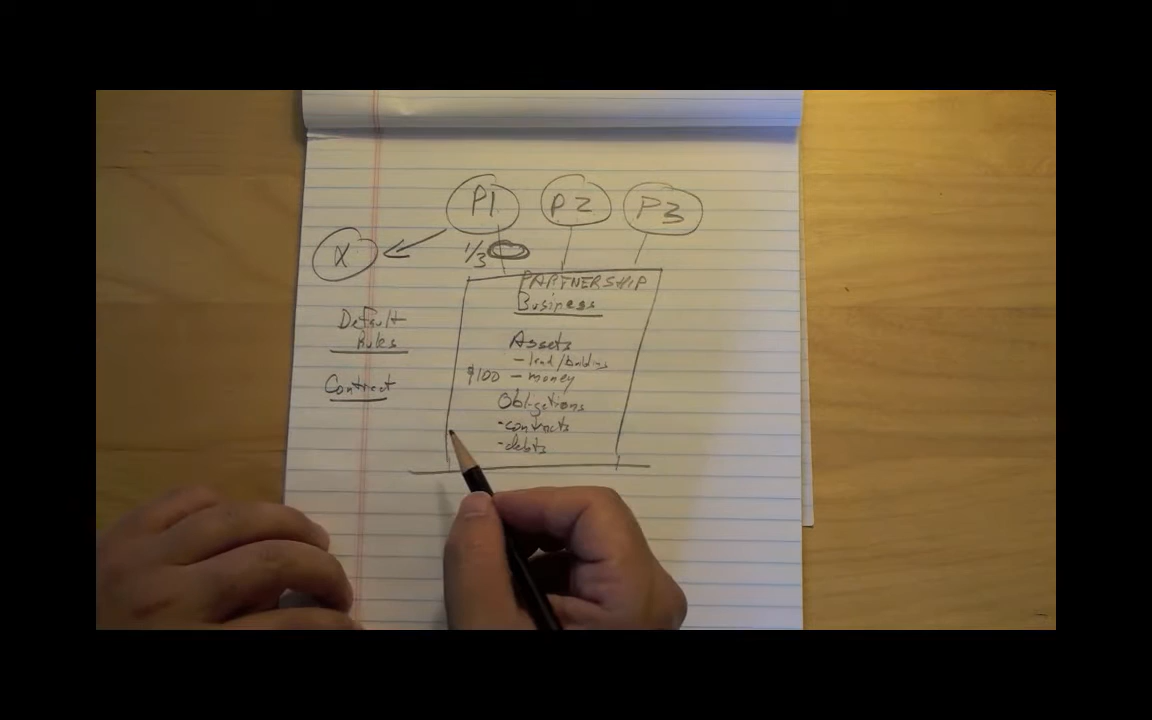 P1 P2 P3
X
1/3
PARTNERSHIP
Business
Default
Rules
Assets
- land/building
$100 - money
Contract
Obligations
- contracts
- debts